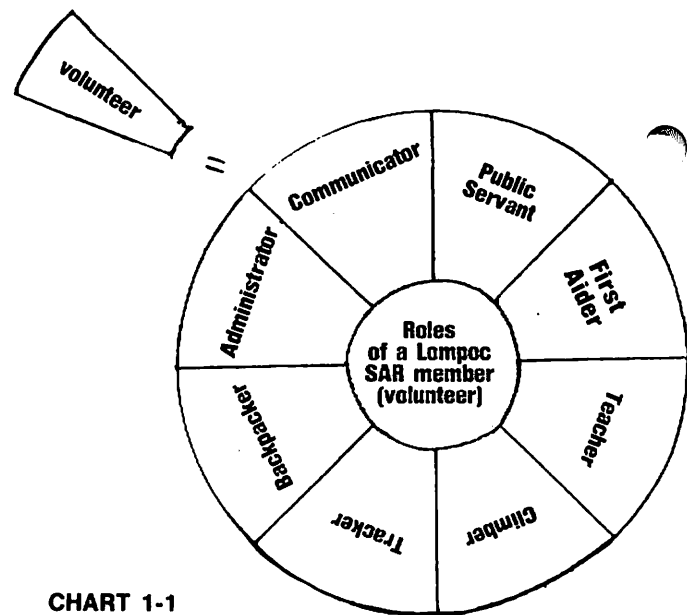 volunteer
=
Communicator
Public
Servant
First
Aider
Teacher
Climber
Tracker
Backpacker
Administrator
Roles
of a Lompoc
SAR member
(volunteer)
CHART 1-1